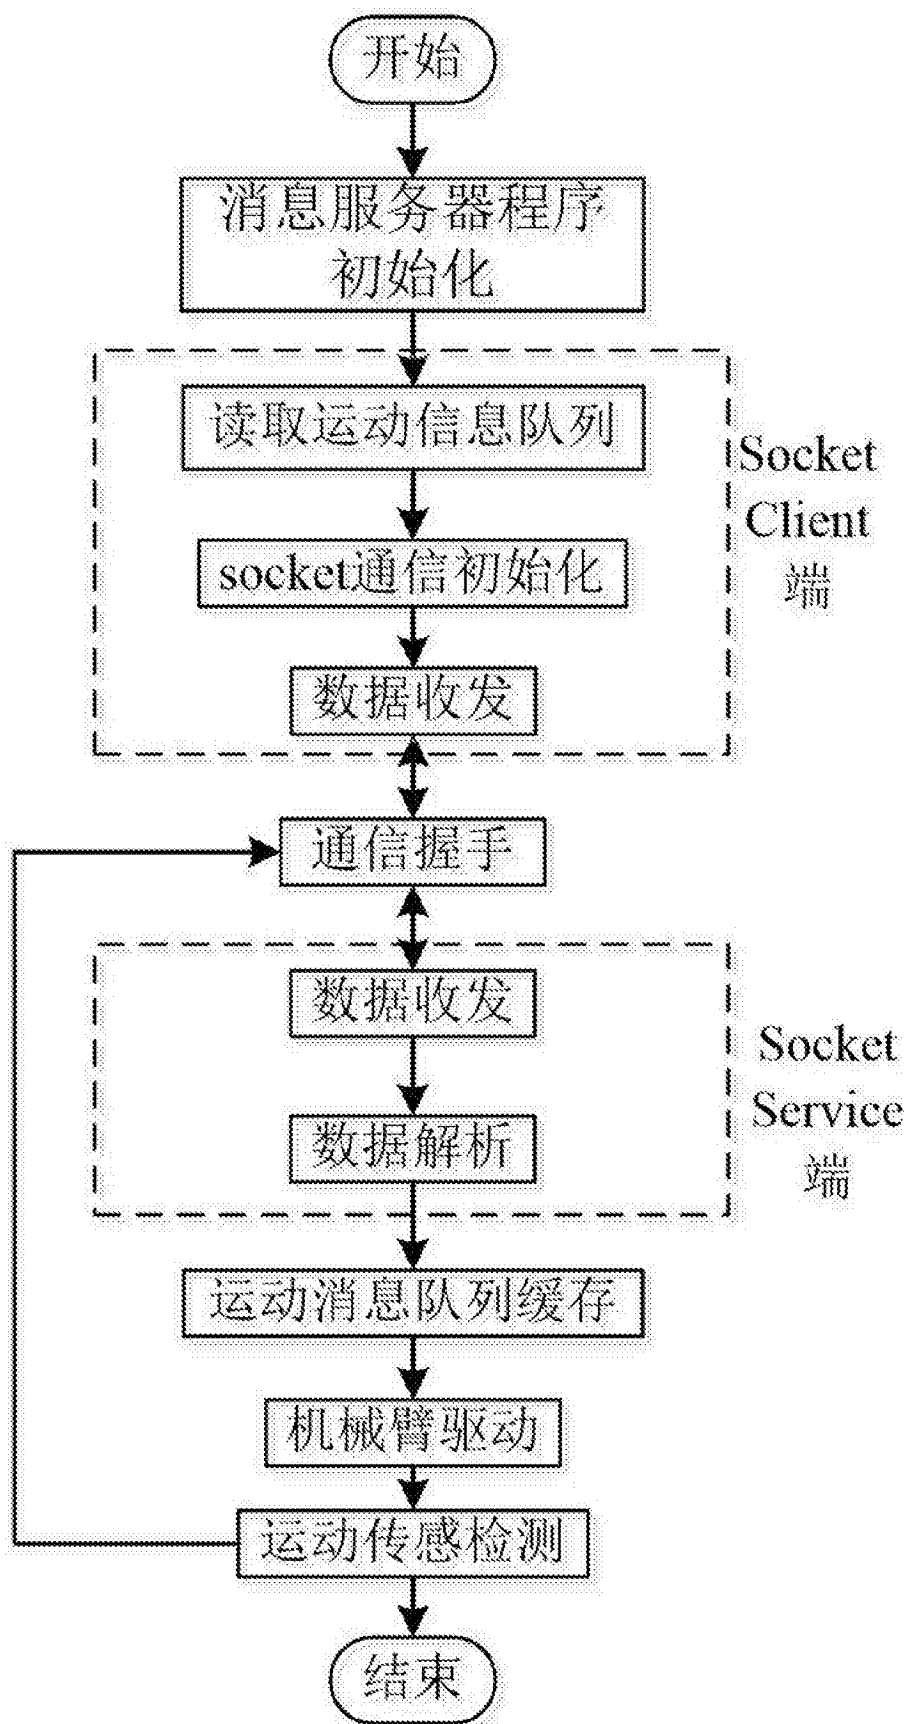 开始
消息服务器程序
初始化
读取运动信息队列
socket通信初始化
数据收发
Socket
Client
端
通信握手
数据收发
数据解析
Socket
Service
端
运动消息队列缓存
机械臂驱动
运动传感检测
结束